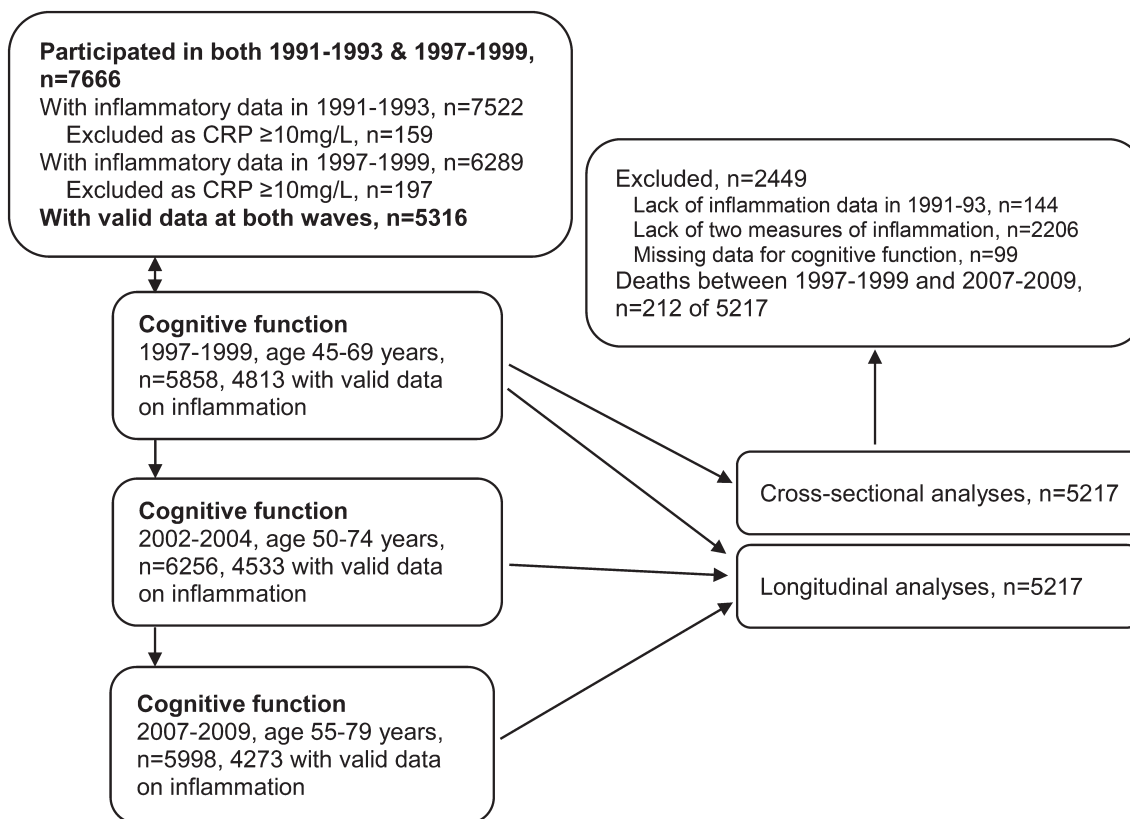 Participated in both 1991-1993 & 1997-1999,
n=7666
With inflammatory data in 1991-1993, n=7522
Excluded as CRP ≥10mg/L, n=159
With inflammatory data in 1997-1999, n=6289
Excluded as CRP ≥10mg/L, n=197
With valid data at both waves, n=5316
Excluded, n=2449
Lack of inflammation data in 1991-93, n=144
Lack of two measures of inflammation, n=2206
Missing data for cognitive function, n=99
Deaths between 1997-1999 and 2007-2009,
n=212 of 5217
Cognitive function
1997-1999, age 45-69 years,
n=5858, 4813 with valid data
on inflammation
Cross-sectional analyses, n=5217
Cognitive function
2002-2004, age 50-74 years,
n=6256, 4533 with valid data
on inflammation
Longitudinal analyses, n=5217
Cognitive function
2007-2009, age 55-79 years,
n=5998, 4273 with valid data
on inflammation